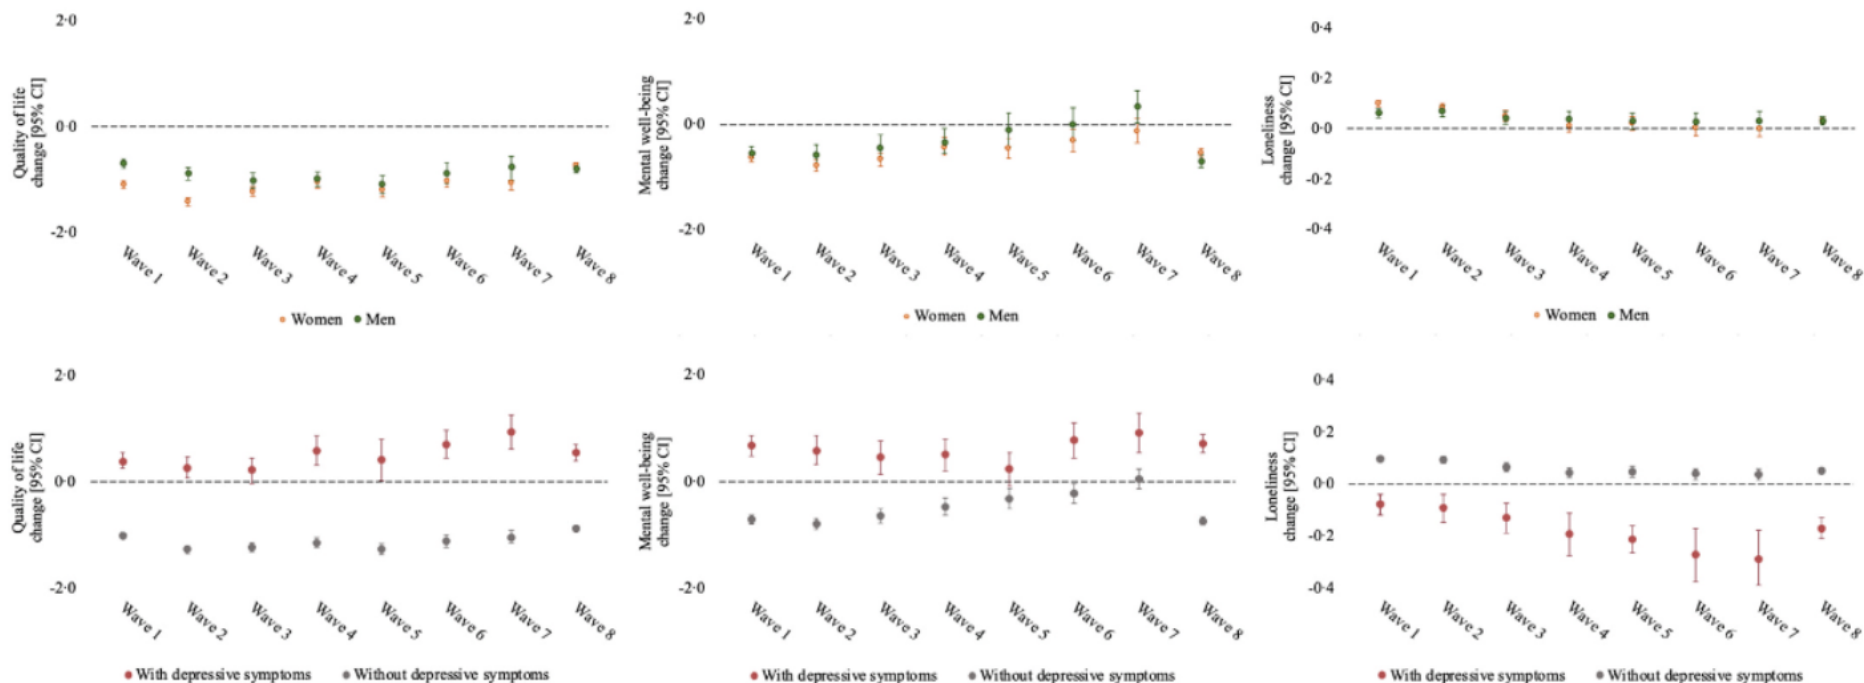 Quality of life
change [95% CI]
2·0
0·0
-2·0
Wave 1
Wave 2
Wave 3
Wave 4
Wave 5
Wave 6
Wave 7
Wave 8
Women Men
Mental well-being
change [95% CI]
2·0
0·0
-2·0
Wave 1
Wave 2
Wave 3
Wave 4
Wave 5
Wave 6
Wave 7
Wave 8
Women Men
Loneliness
change [95% CI]
0·4
0·2
0·0
-0·2
-0·4
Wave 1
Wave 2
Wave 3
Wave 4
Wave 5
Wave 6
Wave 7
Wave 8
Women Men
Quality of life
change [95% CI]
2·0
0·0
-2·0
Wave 1
Wave 2
Wave 3
Wave 4
Wave 5
Wave 6
Wave 7
Wave 8
With depressive symptoms Without depressive symptoms
Mental well-being
change [95% CI]
2·0
0·0
-2·0
Wave 1
Wave 2
Wave 3
Wave 4
Wave 5
Wave 6
Wave 7
Wave 8
With depressive symptoms Without depressive symptoms
Loneliness
change [95% CI]
0·4
0·2
0·0
-0·2
-0·4
Wave 1
Wave 2
Wave 3
Wave 4
Wave 5
Wave 6
Wave 7
Wave 8
With depressive symptoms Without depressive symptoms